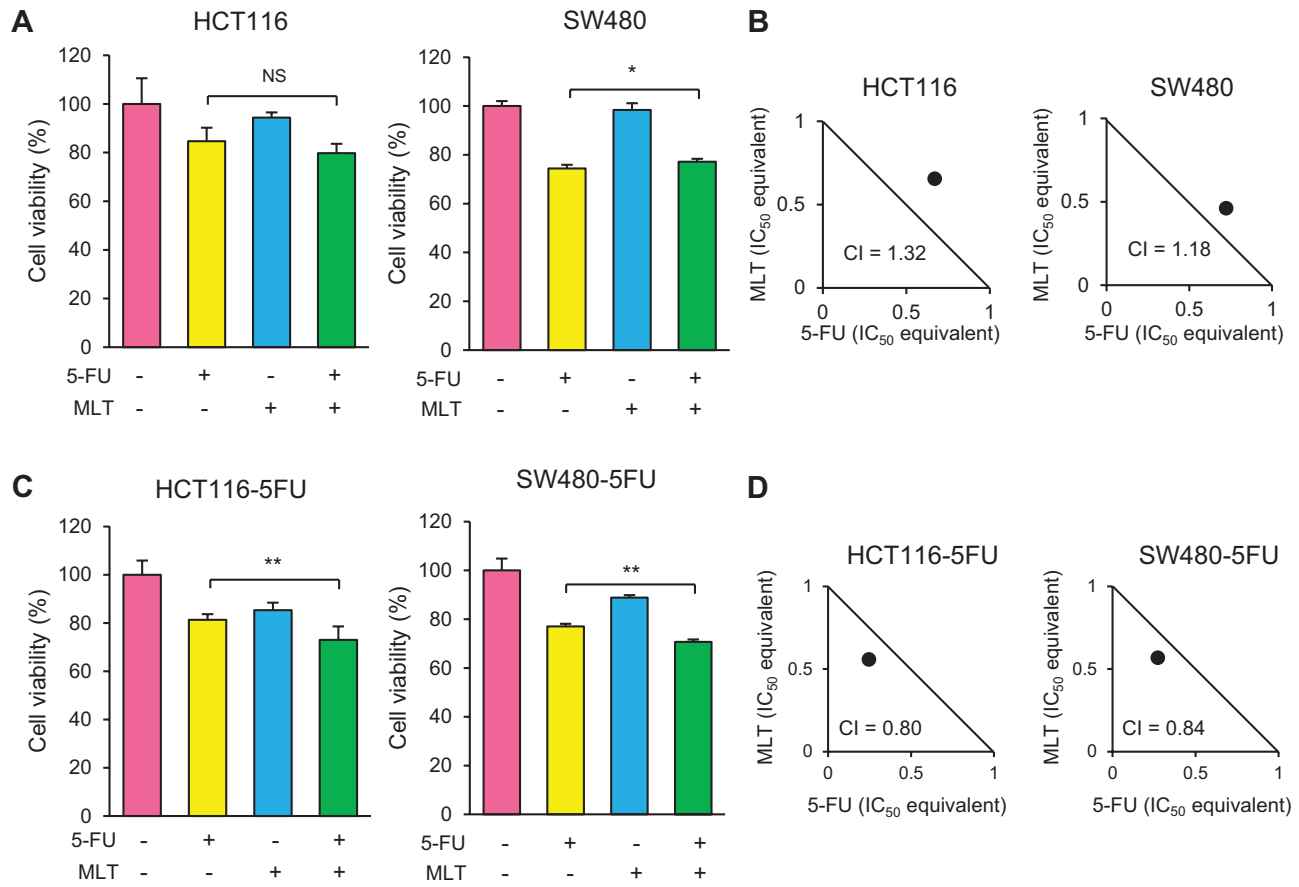 A
HCT116
Cell viability (%)
120
100
80
60
40
20
0
NS
5-FU - + - +
MLT - - + +
SW480
Cell viability (%)
120
100
80
60
40
20
0
*
- + - +
- - + +
B
HCT116
MLT (IC50 equivalent)
1
0.5
0
CI = 1.32
0 0.5 1
5-FU (IC50 equivalent)
SW480
MLT (IC50 equivalent)
1
0.5
0
CI = 1.18
0 0.5 1
5-FU (IC50 equivalent)
C
HCT116-5FU
Cell viability (%)
120
100
80
60
40
20
0
**
5-FU - + - +
MLT - - + +
SW480-5FU
Cell viability (%)
120
100
80
60
40
20
0
**
- + - +
- - + +
D
HCT116-5FU
MLT (IC50 equivalent)
1
0.5
0
CI = 0.80
0 0.5 1
5-FU (IC50 equivalent)
SW480-5FU
MLT (IC50 equivalent)
1
0.5
0
CI = 0.84
0 0.5 1
5-FU (IC50 equivalent)